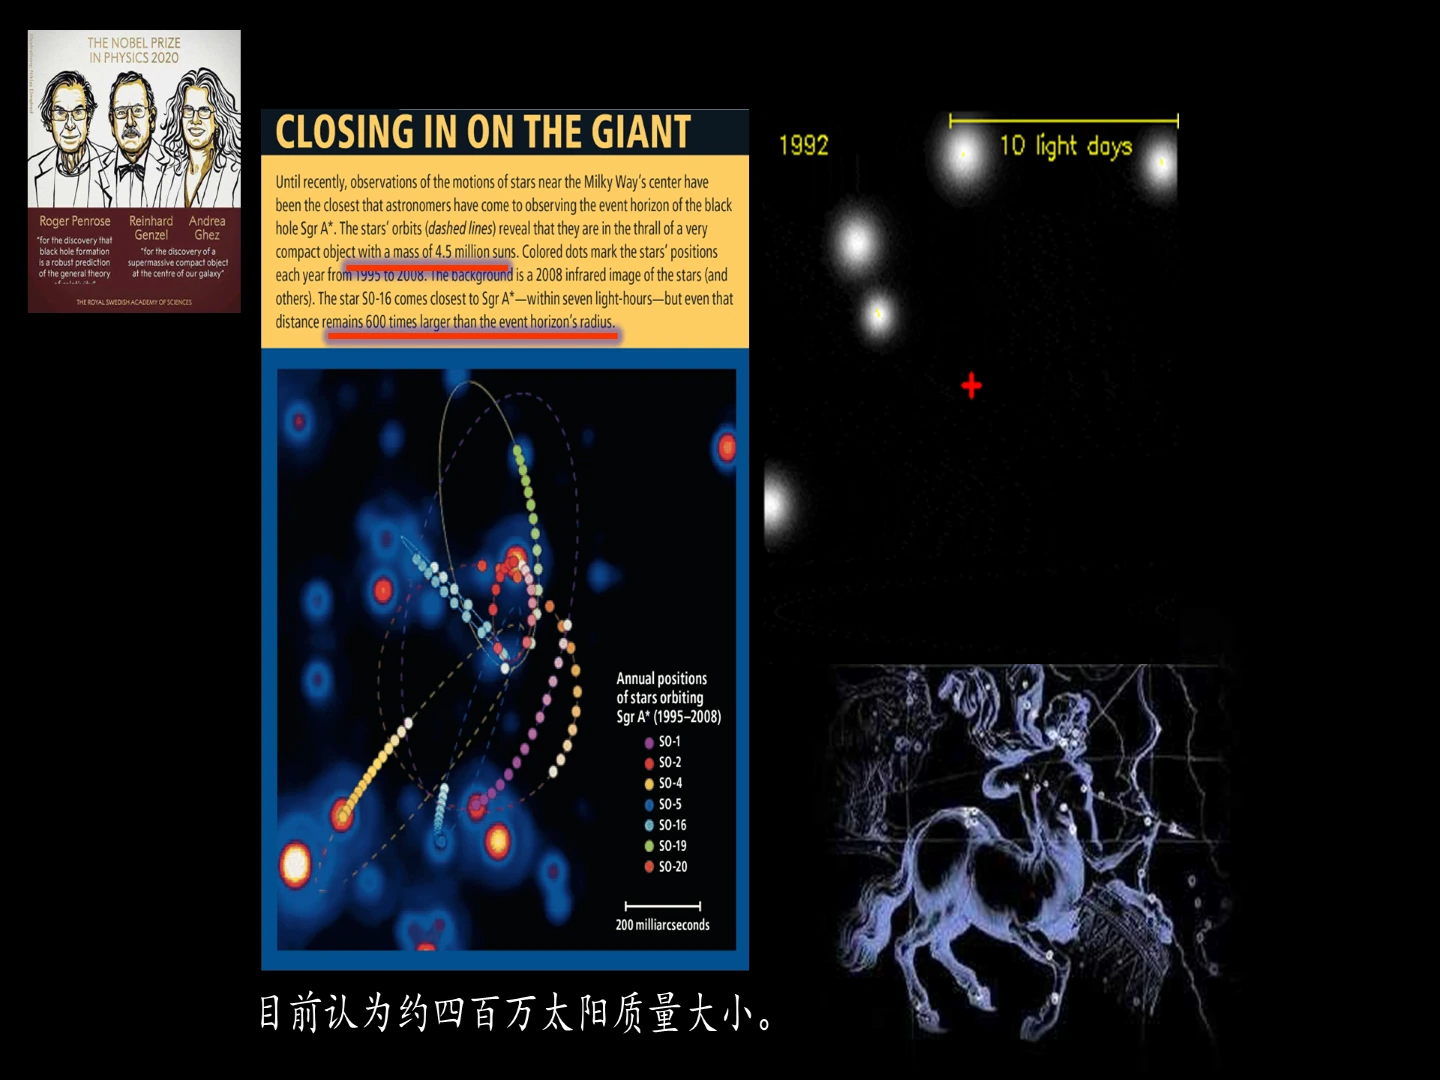 THE NOBEL PRIZE
IN PHYSICS 2020
Roger Penrose
"for the discovery that
black hole formation
is a robust prediction
of the general theory
Reinhard
Genzel
Andrea
Ghez
"for the discovery of a
supermassive compact object
at the centre of our galaxy"
THE ROYAL SWEDISH ACADEMY OF SCIENCES
CLOSING IN ON THE GIANT
Until recently, observations of the motions of stars near the Milky Way's center have
been the closest that astronomers have come to observing the event horizon of the black
hole Sgr A*. The stars' orbits (dashed lines) reveal that they are in the thrall of a very
compact object with a mass of 4.5 million suns. Colored dots mark the stars' positions
each year from 1995 to 2008. The background is a 2008 infrared image of the stars (and
others). The star S0-16 comes closest to Sgr A*—within seven light-hours—but even that
distance remains 600 times larger than the event horizon's radius.
Annual positions
of stars orbiting
Sgr A* (1995–2008)
SO-1
SO-2
SO-4
SO-5
SO-16
SO-19
SO-20
200 milliarcseconds
1992
10 light days
目前认为约四百万太阳质量大小。